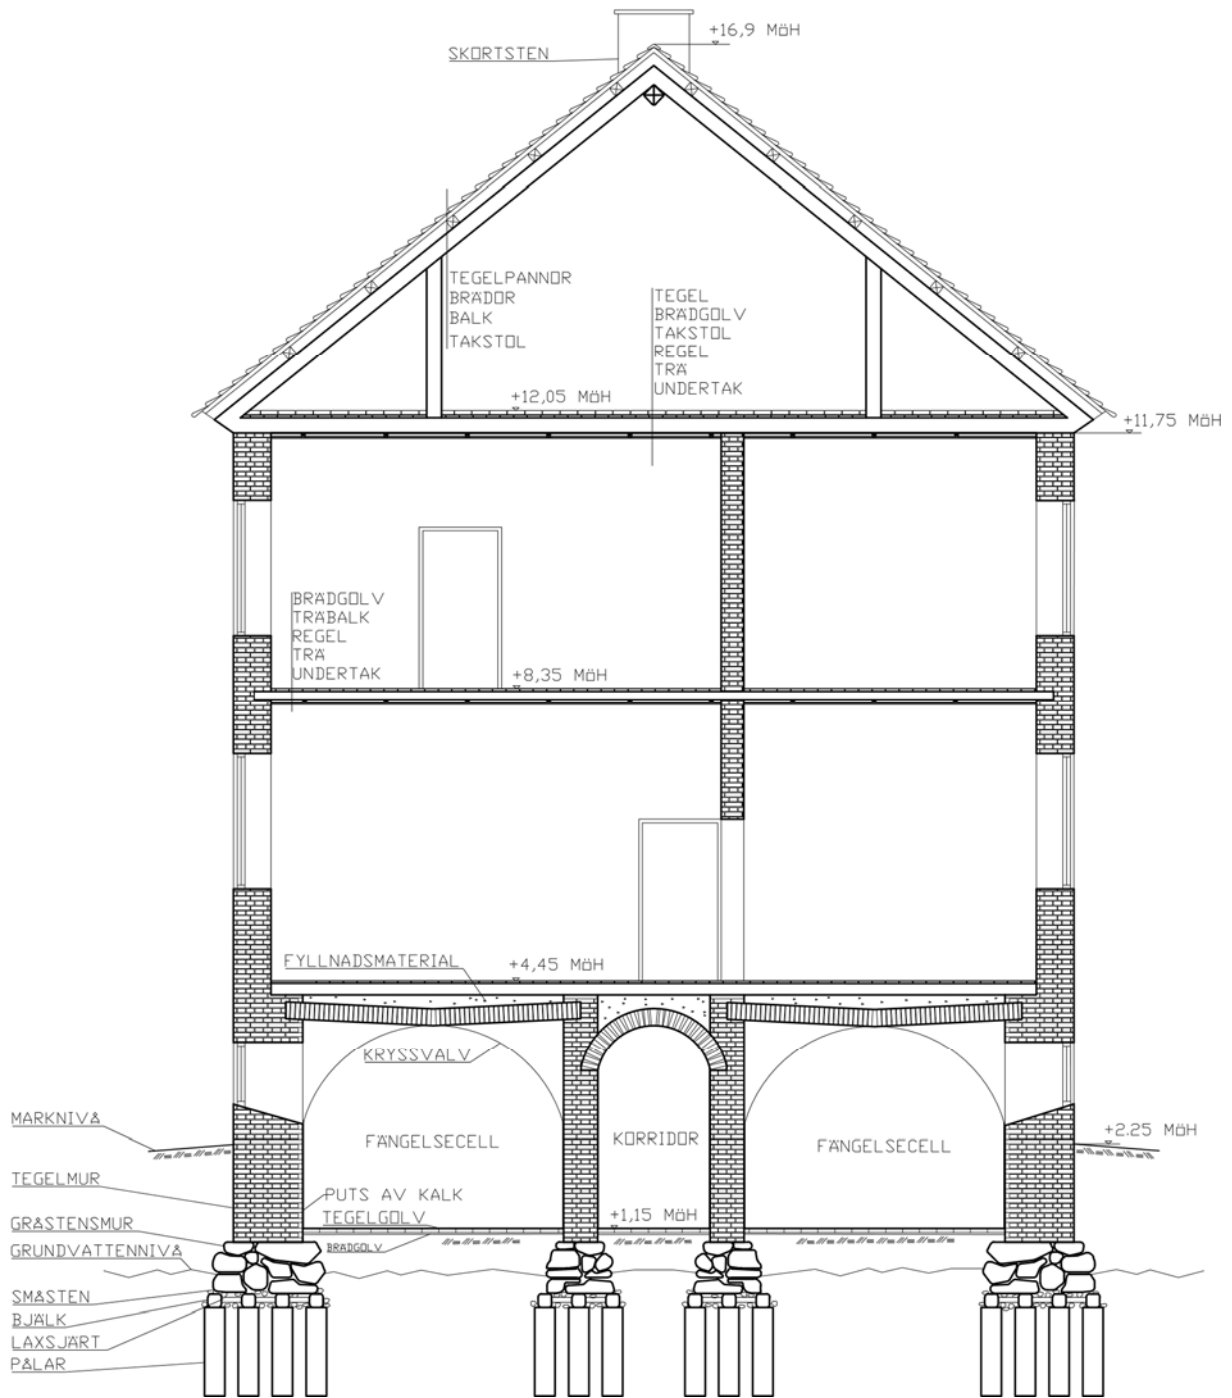 +16,9 MÖH
SKORTSTEN
TEGELPANNOR
BRÄDOR
BALK
TAKSTOL
TEGEL
BRÄDGOLV
TAKSTOL
REGEL
TRÄ
UNDERTAK
+12,05 MÖH
+11,75 MÖH
BRÄDGOLV
TRÄBALK
REGEL
TRÄ
UNDERTAK
+8,35 MÖH
FYLLNADSMATERIAL
+4,45 MÖH
KRYSSVALV
MARKNIVÅ
FÄNGELSECELL
KORRIDOR
FÄNGELSECELL
+2.25 MÖH
TEGELMUR
PUTS AV KALK
TEGELGOLV
+1,15 MÖH
GRÅSTENSMUR
BRÄDGOLV
GRUNDVATTENNIVÅ
SMÅSTEN
BJÄLK
LAXSJÄRT
PÅLAR